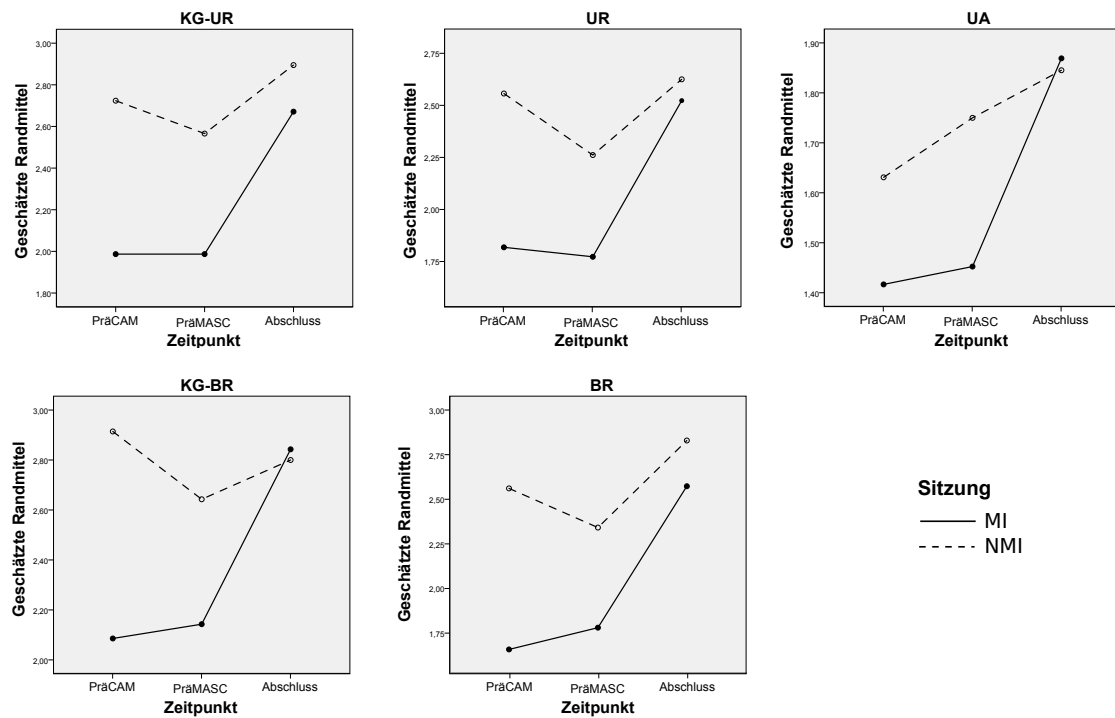 KG-UR
Geschätzte Randmittel
3,00
2,80
2,60
2,40
2,20
2,00
1,80
PräCAM PräMASC Abschluss
Zeitpunkt
UR
Geschätzte Randmittel
2,75
2,50
2,25
2,00
1,75
PräCAM PräMASC Abschluss
Zeitpunkt
UA
Geschätzte Randmittel
1,90
1,80
1,70
1,60
1,50
1,40
PräCAM PräMASC Abschluss
Zeitpunkt
KG-BR
Geschätzte Randmittel
3,00
2,80
2,60
2,40
2,20
2,00
PräCAM PräMASC Abschluss
Zeitpunkt
BR
Geschätzte Randmittel
3,00
2,75
2,50
2,25
2,00
1,75
PräCAM PräMASC Abschluss
Zeitpunkt
Sitzung
MI
NMI